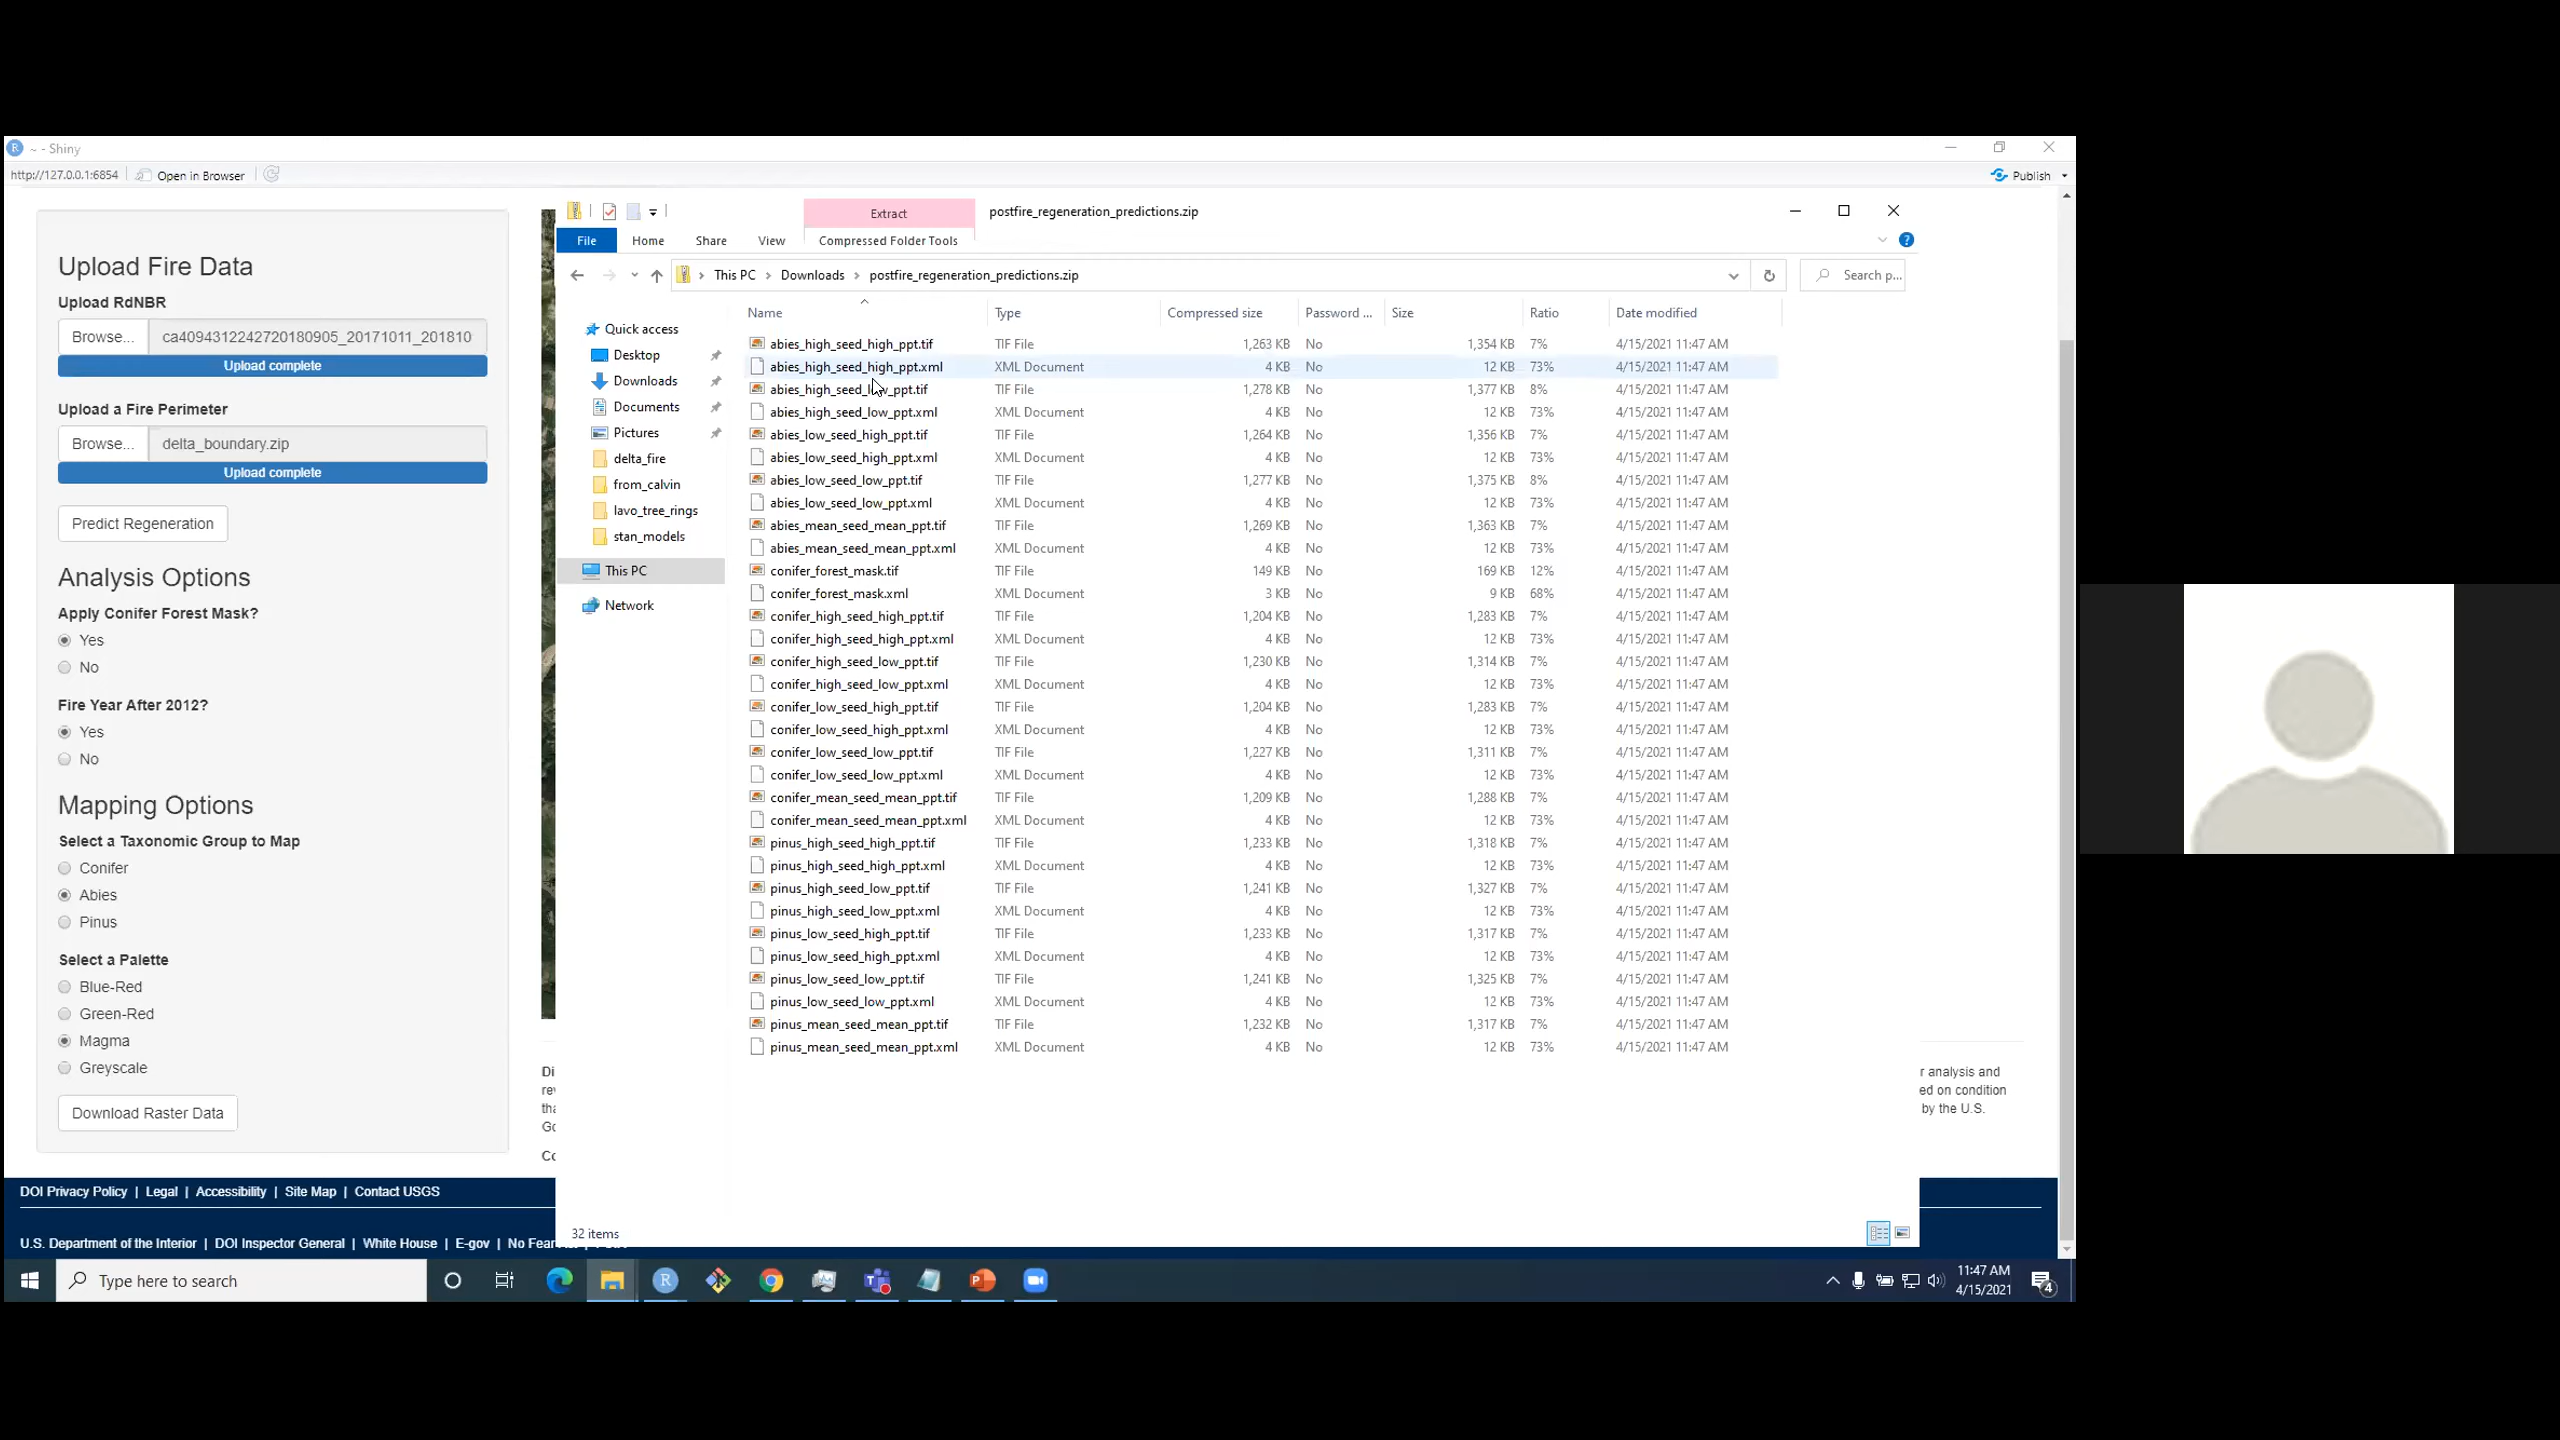 ~ - Shiny
http://127.0.0.1:6854
Open in Browser
Publish
Upload Fire Data
Upload RdNBR
Browse... ca4094312242720180905_20171011_201810
Upload complete
Upload a Fire Perimeter
Browse... delta_boundary.zip
Upload complete
Predict Regeneration
Analysis Options
Apply Conifer Forest Mask?
Yes
No
Fire Year After 2012?
Yes
No
Mapping Options
Select a Taxonomic Group to Map
Conifer
Abies
Pinus
Select a Palette
Blue-Red
Green-Red
Magma
Greyscale
Download Raster Data
Extract
postfire_regeneration_predictions.zip
File Home Share View Compressed Folder Tools
This PC > Downloads > postfire_regeneration_predictions.zip
Search p...
Quick access
Desktop
Downloads
Documents
Pictures
delta_fire
from_calvin
lavo_tree_rings
stan_models
This PC
Network
Name Type Compressed size Password ... Size Ratio Date modified
abies_high_seed_high_ppt.tif TIF File 1,263 KB No 1,354 KB 7% 4/15/2021 11:47 AM
abies_high_seed_high_ppt.xml XML Document 4 KB No 12 KB 73% 4/15/2021 11:47 AM
abies_high_seed_low_ppt.tif TIF File 1,278 KB No 1,377 KB 8% 4/15/2021 11:47 AM
abies_high_seed_low_ppt.xml XML Document 4 KB No 12 KB 73% 4/15/2021 11:47 AM
abies_low_seed_high_ppt.tif TIF File 1,264 KB No 1,356 KB 7% 4/15/2021 11:47 AM
abies_low_seed_high_ppt.xml XML Document 4 KB No 12 KB 73% 4/15/2021 11:47 AM
abies_low_seed_low_ppt.tif TIF File 1,277 KB No 1,375 KB 8% 4/15/2021 11:47 AM
abies_low_seed_low_ppt.xml XML Document 4 KB No 12 KB 73% 4/15/2021 11:47 AM
abies_mean_seed_mean_ppt.tif TIF File 1,269 KB No 1,363 KB 7% 4/15/2021 11:47 AM
abies_mean_seed_mean_ppt.xml XML Document 4 KB No 12 KB 73% 4/15/2021 11:47 AM
conifer_forest_mask.tif TIF File 149 KB No 169 KB 12% 4/15/2021 11:47 AM
conifer_forest_mask.xml XML Document 3 KB No 9 KB 68% 4/15/2021 11:47 AM
conifer_high_seed_high_ppt.tif TIF File 1,204 KB No 1,283 KB 7% 4/15/2021 11:47 AM
conifer_high_seed_high_ppt.xml XML Document 4 KB No 12 KB 73% 4/15/2021 11:47 AM
conifer_high_seed_low_ppt.tif TIF File 1,230 KB No 1,314 KB 7% 4/15/2021 11:47 AM
conifer_high_seed_low_ppt.xml XML Document 4 KB No 12 KB 73% 4/15/2021 11:47 AM
conifer_low_seed_high_ppt.tif TIF File 1,204 KB No 1,283 KB 7% 4/15/2021 11:47 AM
conifer_low_seed_high_ppt.xml XML Document 4 KB No 12 KB 73% 4/15/2021 11:47 AM
conifer_low_seed_low_ppt.tif TIF File 1,227 KB No 1,311 KB 7% 4/15/2021 11:47 AM
conifer_low_seed_low_ppt.xml XML Document 4 KB No 12 KB 73% 4/15/2021 11:47 AM
conifer_mean_seed_mean_ppt.tif TIF File 1,209 KB No 1,288 KB 7% 4/15/2021 11:47 AM
conifer_mean_seed_mean_ppt.xml XML Document 4 KB No 12 KB 73% 4/15/2021 11:47 AM
pinus_high_seed_high_ppt.tif TIF File 1,233 KB No 1,318 KB 7% 4/15/2021 11:47 AM
pinus_high_seed_high_ppt.xml XML Document 4 KB No 12 KB 73% 4/15/2021 11:47 AM
pinus_high_seed_low_ppt.tif TIF File 1,241 KB No 1,327 KB 7% 4/15/2021 11:47 AM
pinus_high_seed_low_ppt.xml XML Document 4 KB No 12 KB 73% 4/15/2021 11:47 AM
pinus_low_seed_high_ppt.tif TIF File 1,233 KB No 1,317 KB 7% 4/15/2021 11:47 AM
pinus_low_seed_high_ppt.xml XML Document 4 KB No 12 KB 73% 4/15/2021 11:47 AM
pinus_low_seed_low_ppt.tif TIF File 1,241 KB No 1,325 KB 7% 4/15/2021 11:47 AM
pinus_low_seed_low_ppt.xml XML Document 4 KB No 12 KB 73% 4/15/2021 11:47 AM
pinus_mean_seed_mean_ppt.tif TIF File 1,232 KB No 1,317 KB 7% 4/15/2021 11:47 AM
pinus_mean_seed_mean_ppt.xml XML Document 4 KB No 12 KB 73% 4/15/2021 11:47 AM
32 items
r analysis and
ed on condition
by the U.S.
DOI Privacy Policy | Legal | Accessibility | Site Map | Contact USGS
U.S. Department of the Interior | DOI Inspector General | White House | E-gov | No Fear
Type here to search
11:47 AM
4/15/2021
4